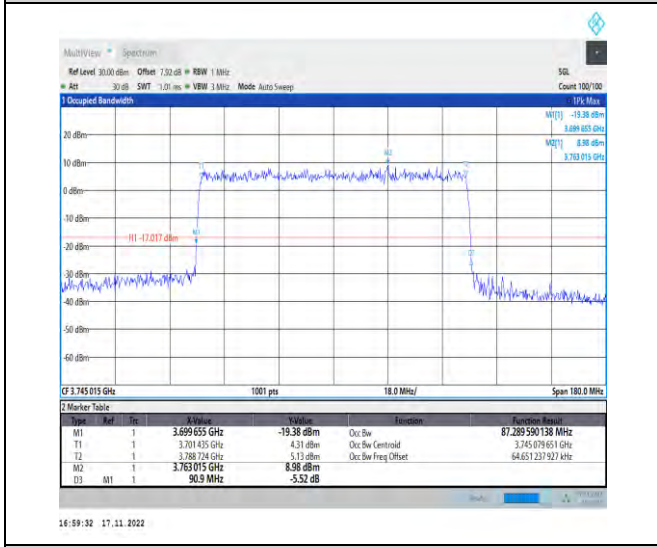 MultiView Spectrum
Ref Level 30.00 dBm Offset 7.92 dB RBW 1 MHz SGL
Att 30 dB SWT 1.01 ms VBW 3 MHz Mode Auto Sweep Count 100/100
1 Occupied Bandwidth 1Pk Max
M1[1] -19.38 dBm
3.699 655 GHz
M2[1] 8.98 dBm
3.763 015 GHz
20 dBm
M2
10 dBm
T1
0 dBm
-10 dBm
M1
H1 -17.017 dBm
-20 dBm
-30 dBm
-40 dBm
-50 dBm
-60 dBm
CF 3.745 015 GHz 1001 pts 18.0 MHz/ Span 180.0 MHz
2 Marker Table
Type Ref Trc X-Value Y-Value Function Function Result
M1 1 3.699 655 GHz -19.38 dBm Occ Bw 87.289 590 138 MHz
T1 1 3.701 435 GHz 4.31 dBm Occ Bw Centroid 3.745 079 651 GHz
T2 1 3.788 724 GHz 5.13 dBm Occ Bw Freq Offset 64.651 237 927 kHz
M2 1 3.763 015 GHz 8.98 dBm
D3 M1 1 90.9 MHz -5.52 dB
16:59:32 17.11.2022